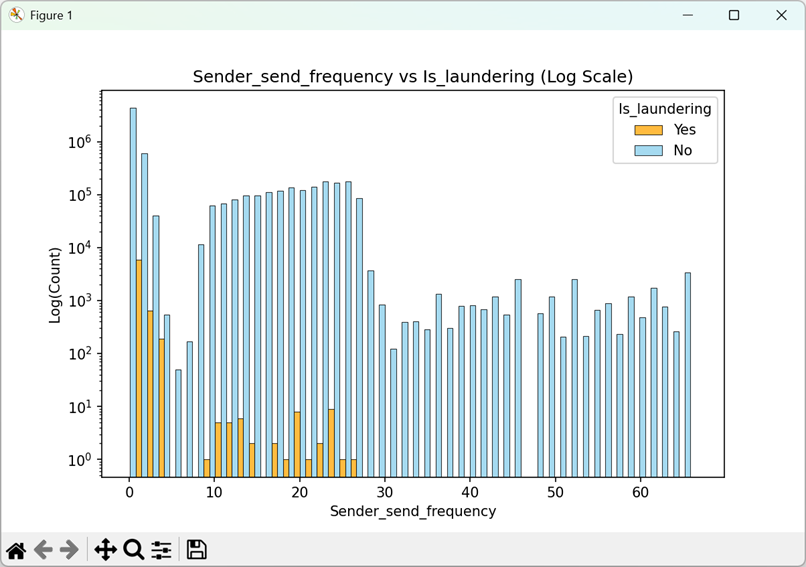 Figure 1
Sender_send_frequency vs Is_laundering (Log Scale)
Is_laundering
Yes
No
Log(Count)
10⁶
10⁵
10⁴
10³
10²
10¹
10⁰
0 10 20 30 40 50 60
Sender_send_frequency